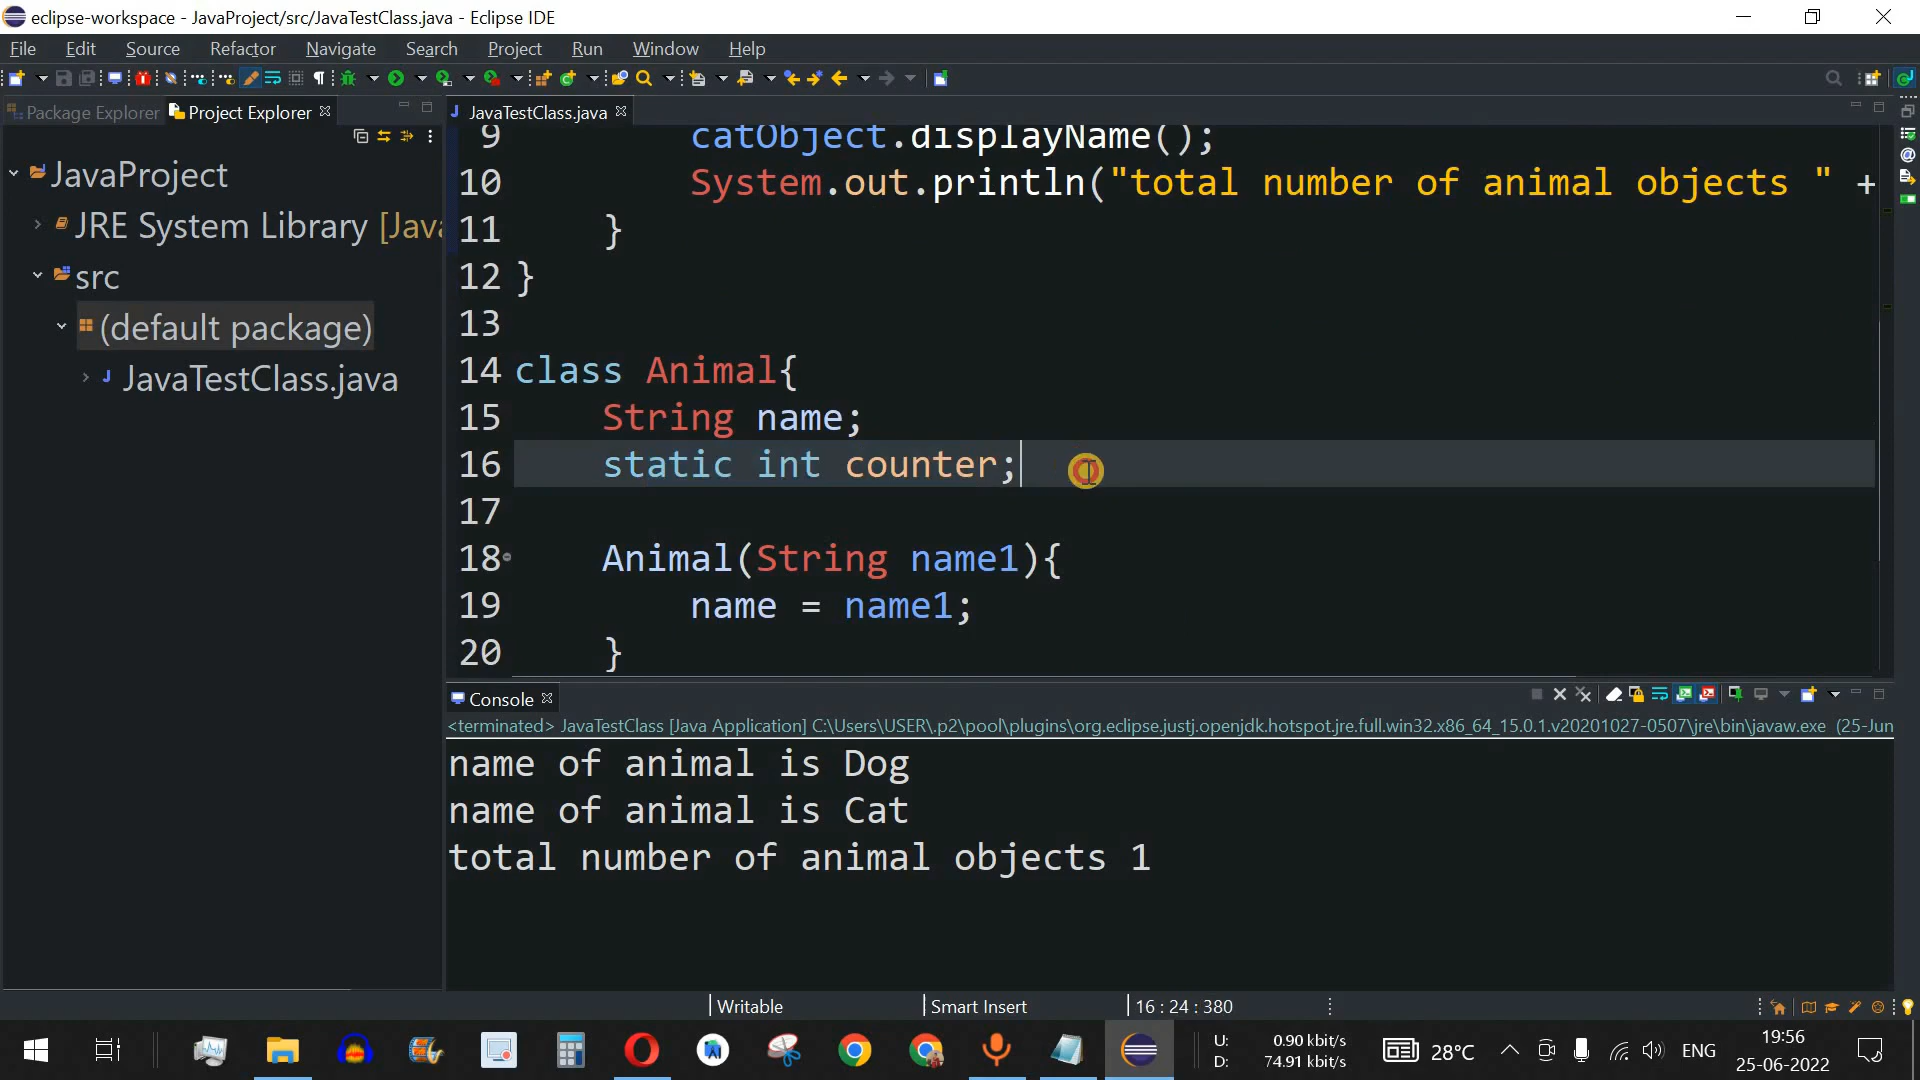 eclipse-workspace - JavaProject/src/JavaTestClass.java - Eclipse IDE
File Edit Source Refactor Navigate Search Project Run Window Help
Package Explorer Project Explorer
JavaTestClass.java
JavaProject
JRE System Library [Java
src
(default package)
JavaTestClass.java
9 catObject.displayName();
10 System.out.println("total number of animal objects " +
11 }
12 }
13
14 class Animal{
15 String name;
16 static int counter;
17
18 Animal(String name1){
19 name = name1;
20 }
Console
<terminated> JavaTestClass [Java Application] C:\Users\USER\.p2\pool\plugins\org.eclipse.justj.openjdk.hotspot.jre.full.win32.x86_64_15.0.1.v20201027-0507\jre\bin\javaw.exe (25-Jun
name of animal is Dog
name of animal is Cat
total number of animal objects 1
Writable Smart Insert 16 : 24 : 380
U: 0.90 kbit/s
D: 74.91 kbit/s
28°C
ENG
19:56
25-06-2022